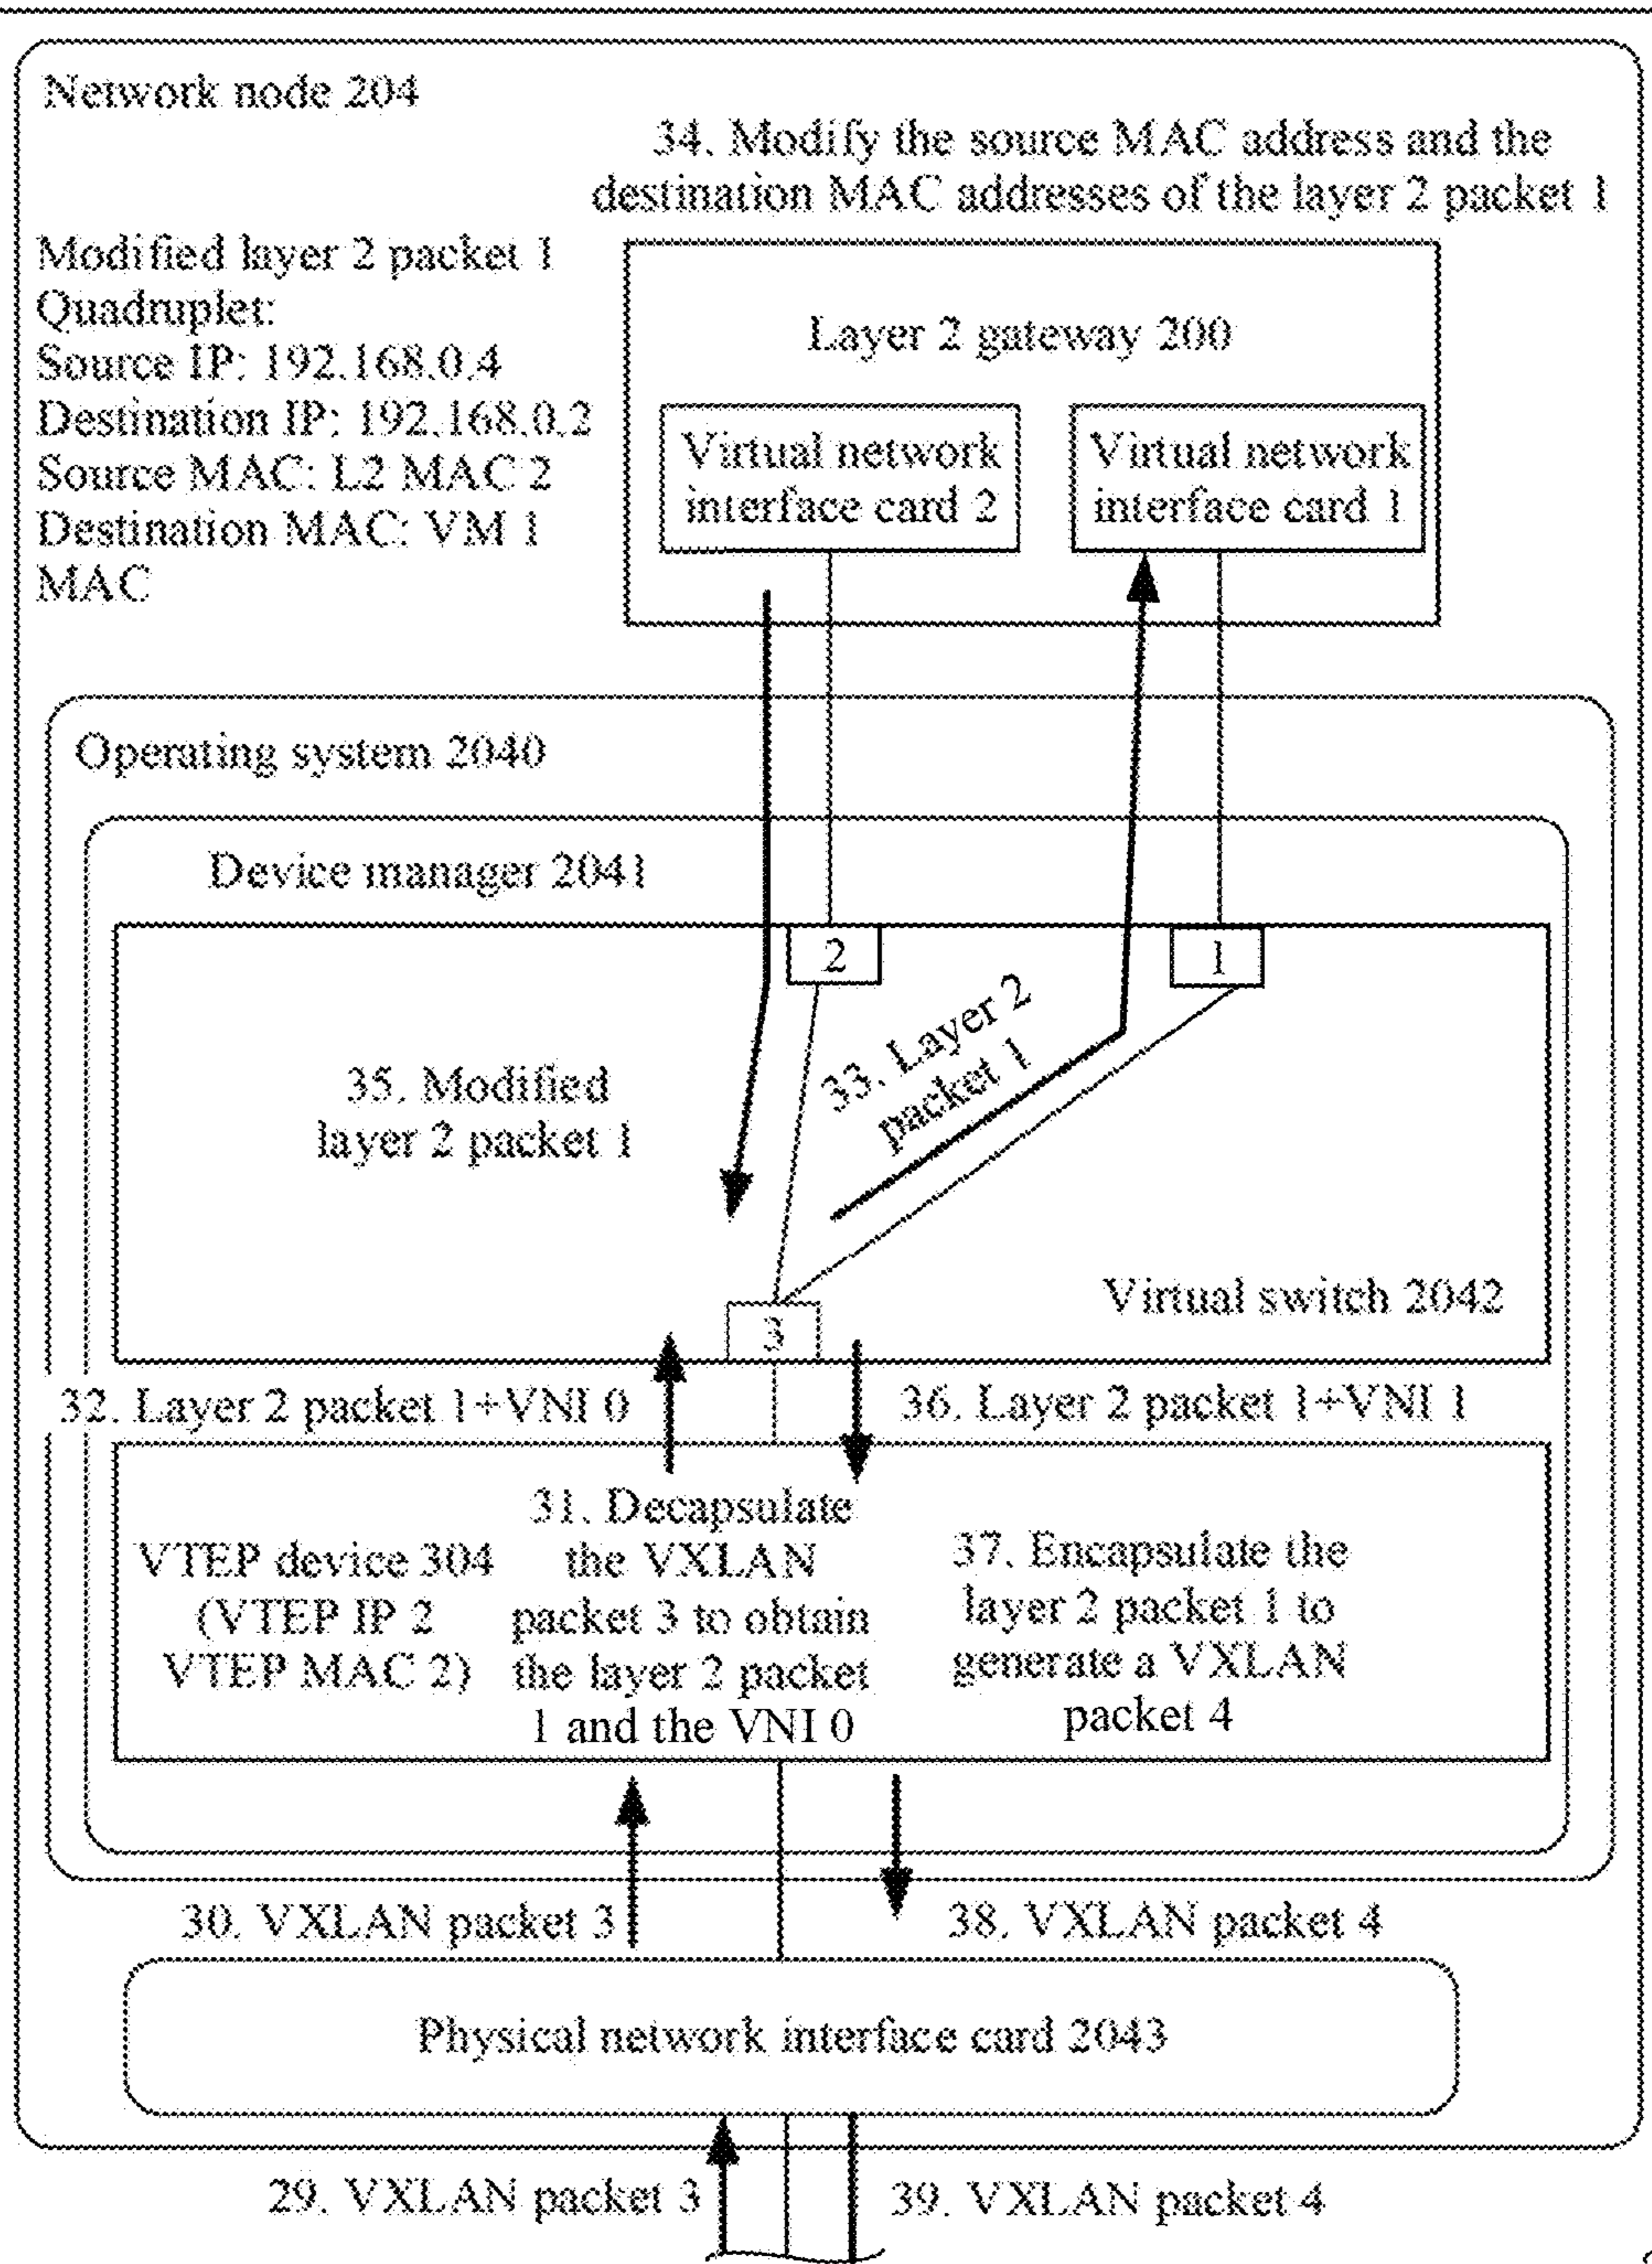 Network node 204
34. Modify the source MAC address and the
destination MAC addresses of the layer 2 packet 1
Modified layer 2 packet 1
Quadruplet:
Source IP: 192.168.0.4
Destination IP: 192.168.0.2
Source MAC: L2 MAC 2
Destination MAC: VM 1
MAC
Layer 2 gateway 200
Virtual network
interface card 2
Virtual network
interface card 1
Operating system 2040
Device manager 2041
2
1
33. Layer 2
packet 1
35. Modified
layer 2 packet 1
3
Virtual switch 2042
32. Layer 2 packet 1+VNI 0
36. Layer 2 packet 1+VNI 1
VTEP device 304
(VTEP IP 2
VTEP MAC 2)
31. Decapsulate
the VXLAN
packet 3 to obtain
the layer 2 packet
1 and the VNI 0
37. Encapsulate the
layer 2 packet 1 to
generate a VXLAN
packet 4
30. VXLAN packet 3
38. VXLAN packet 4
Physical network interface card 2043
29. VXLAN packet 3
39. VXLAN packet 4